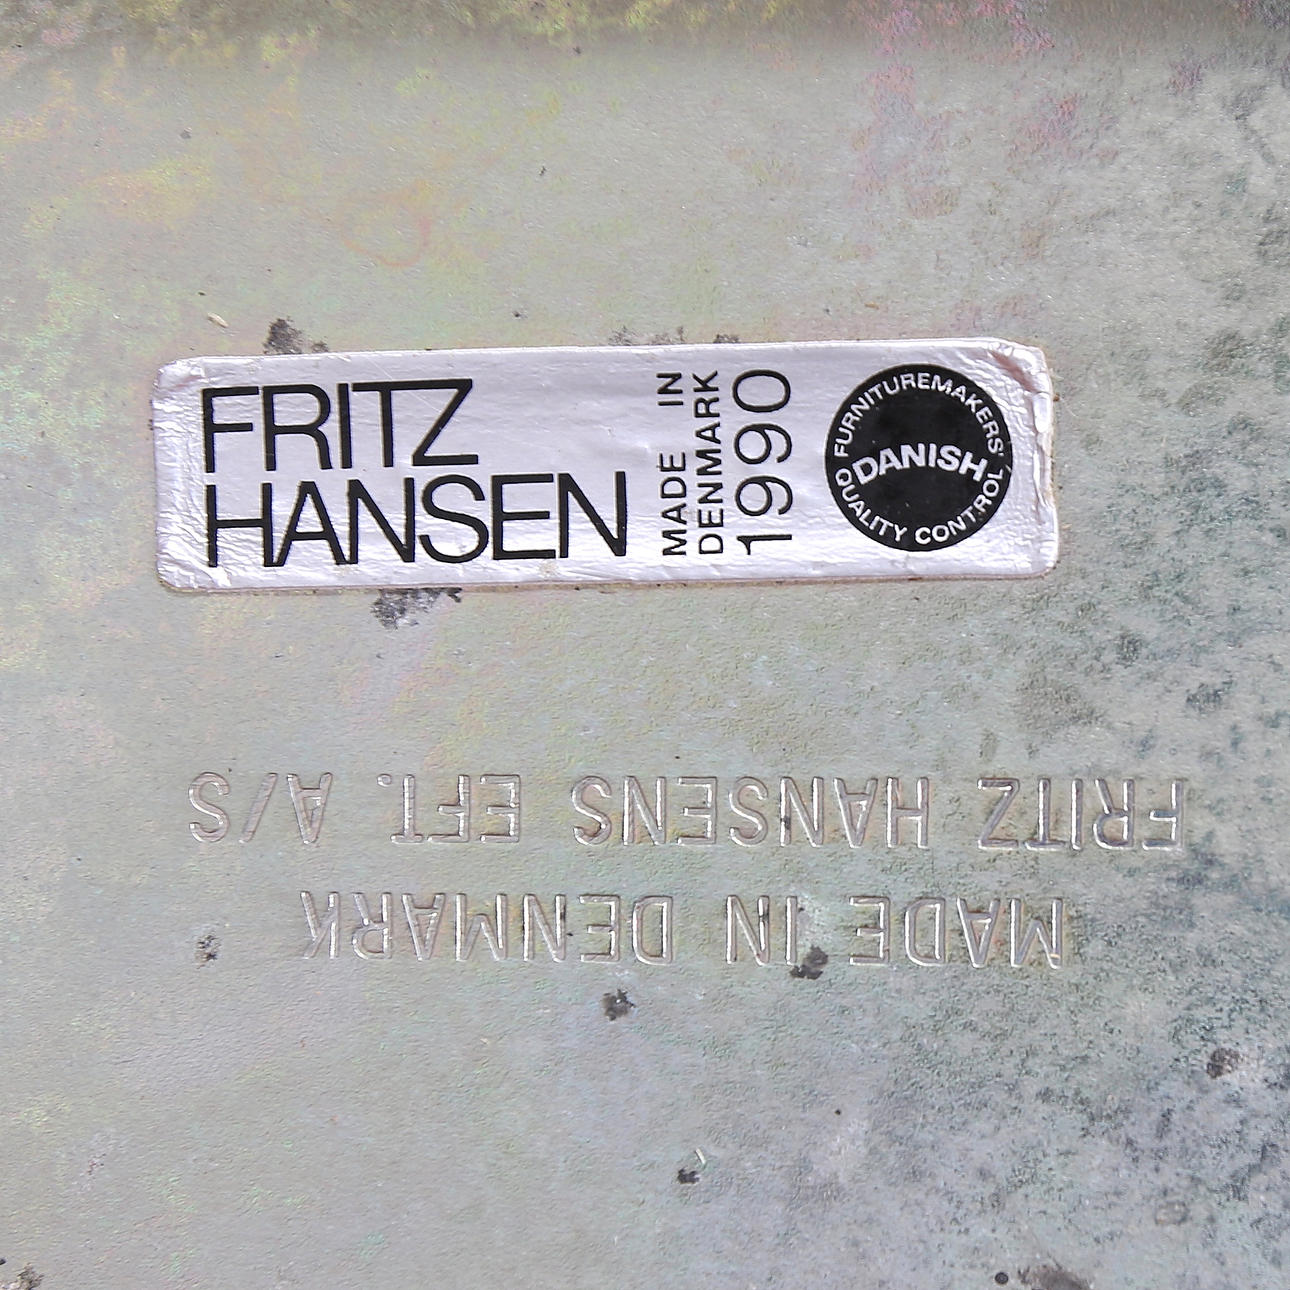 FRITZ
HANSEN
MADE IN
DENMARK
1990
FURNITUREMAKERS'
DANISH
QUALITY CONTROL
FRITZ HANSENS EFT. A/S
MADE IN DENMARK